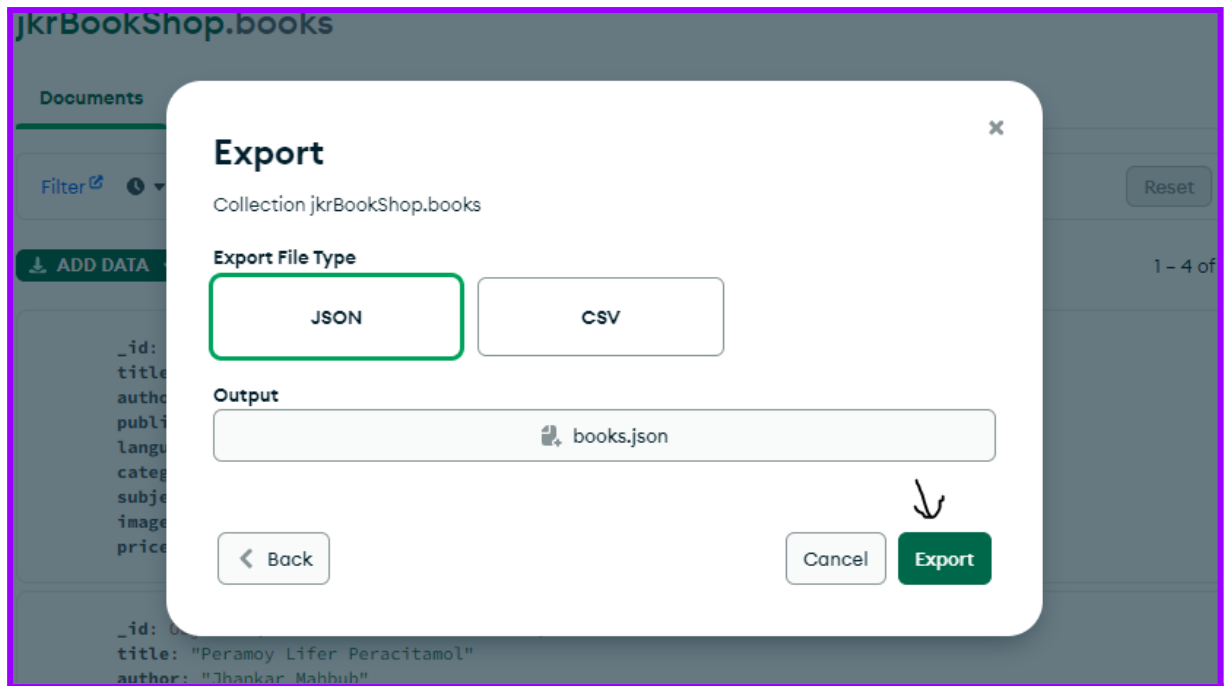 jkrBookShop.books
Documents
Export
Filter
Reset
Collection jkrBookShop.books
Export File Type
ADD DATA
1 – 4 of
JSON
CSV
_id:
title
autho
publi
langu
categ
subje
image
price
Output
books.json
Back
Cancel
Export
_id:
title: "Peramoy Lifer Peracitamol"
author: "Jhankar Mahbub"